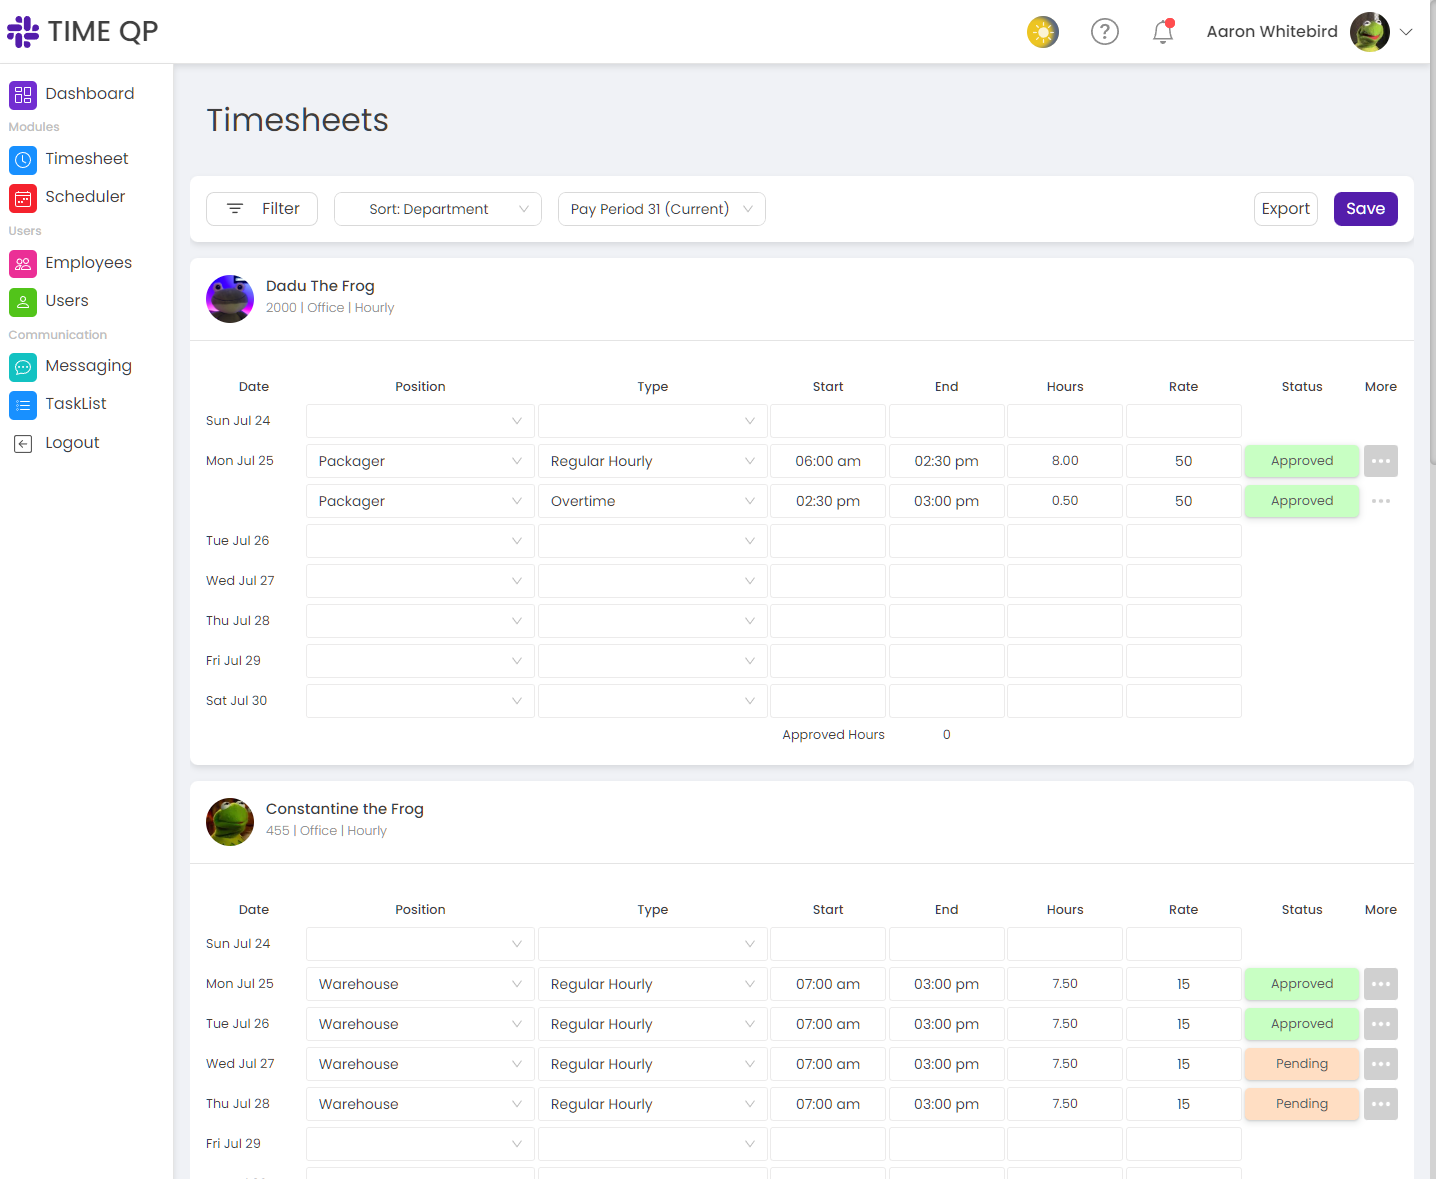 TIME QP
Aaron Whitebird
Dashboard
Modules
Timesheet
Scheduler
Users
Employees
Users
Communication
Messaging
TaskList
Logout
Timesheets
Filter
Sort: Department
Pay Period 31 (Current)
Export
Save
Dadu The Frog
2000 | Office | Hourly
Date Position Type Start End Hours Rate Status More
Sun Jul 24
Mon Jul 25 Packager Regular Hourly 06:00 am 02:30 pm 8.00 50 Approved
Packager Overtime 02:30 pm 03:00 pm 0.50 50 Approved
Tue Jul 26
Wed Jul 27
Thu Jul 28
Fri Jul 29
Sat Jul 30
Approved Hours 0
Constantine the Frog
455 | Office | Hourly
Date Position Type Start End Hours Rate Status More
Sun Jul 24
Mon Jul 25 Warehouse Regular Hourly 07:00 am 03:00 pm 7.50 15 Approved
Tue Jul 26 Warehouse Regular Hourly 07:00 am 03:00 pm 7.50 15 Approved
Wed Jul 27 Warehouse Regular Hourly 07:00 am 03:00 pm 7.50 15 Pending
Thu Jul 28 Warehouse Regular Hourly 07:00 am 03:00 pm 7.50 15 Pending
Fri Jul 29